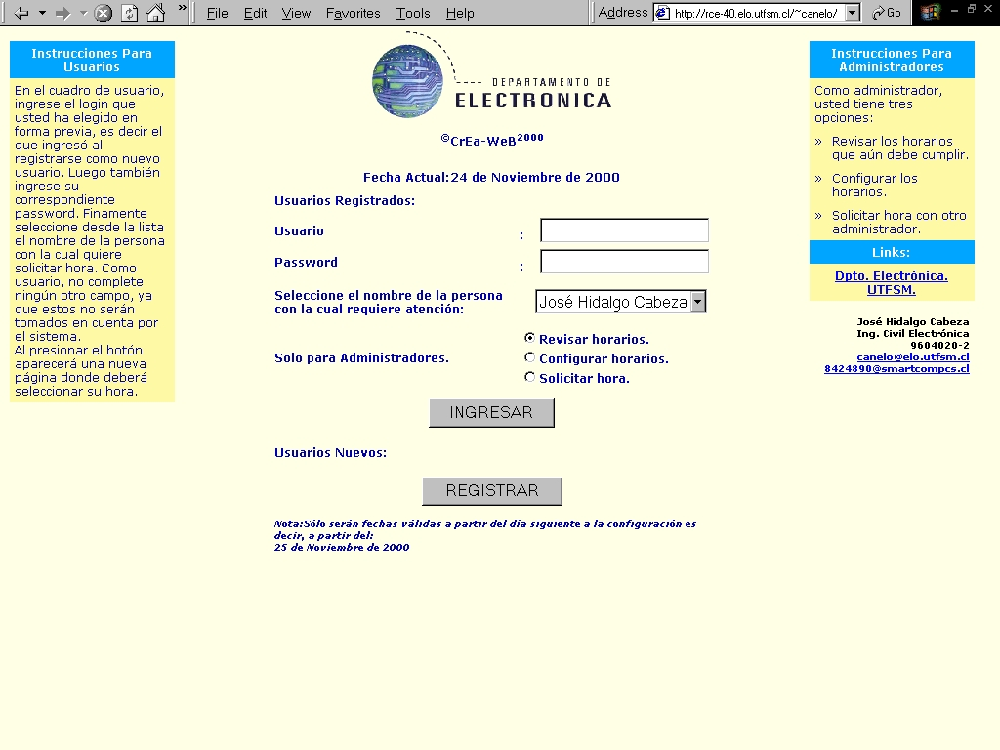 File Edit View Favorites Tools Help Address http://rce-40.elo.utfsm.cl/~canelo/ Go
Instrucciones Para
Usuarios
En el cuadro de usuario,
ingrese el login que
usted ha elegido en
forma previa, es decir el
que ingresó al
registrarse como nuevo
usuario. Luego también
ingrese su
correspondiente
password. Finamente
seleccione desde la lista
el nombre de la persona
con la cual quiere
solicitar hora. Como
usuario, no complete
ningún otro campo, ya
que estos no serán
tomados en cuenta por
el sistema.
Al presionar el botón
aparecerá una nueva
página donde deberá
seleccionar su hora.
DEPARTAMENTO DE
ELECTRONICA
©CrEa-WeB2000
Fecha Actual:24 de Noviembre de 2000
Usuarios Registrados:
Usuario :
Password :
Seleccione el nombre de la persona
con la cual requiere atención:
José Hidalgo Cabeza
Solo para Administradores.
Revisar horarios.
Configurar horarios.
Solicitar hora.
INGRESAR
Usuarios Nuevos:
REGISTRAR
Nota:Sólo serán fechas válidas a partir del día siguiente a la configuración es
decir, a partir del:
25 de Noviembre de 2000
Instrucciones Para
Administradores
Como administrador,
usted tiene tres
opciones:
» Revisar los horarios
que aún debe cumplir.
» Configurar los
horarios.
» Solicitar hora con otro
administrador.
Links:
Dpto. Electrónica.
UTFSM.
José Hidalgo Cabeza
Ing. Civil Electrónica
9604020-2
canelo@elo.utfsm.cl
8424890@smartcompcs.cl